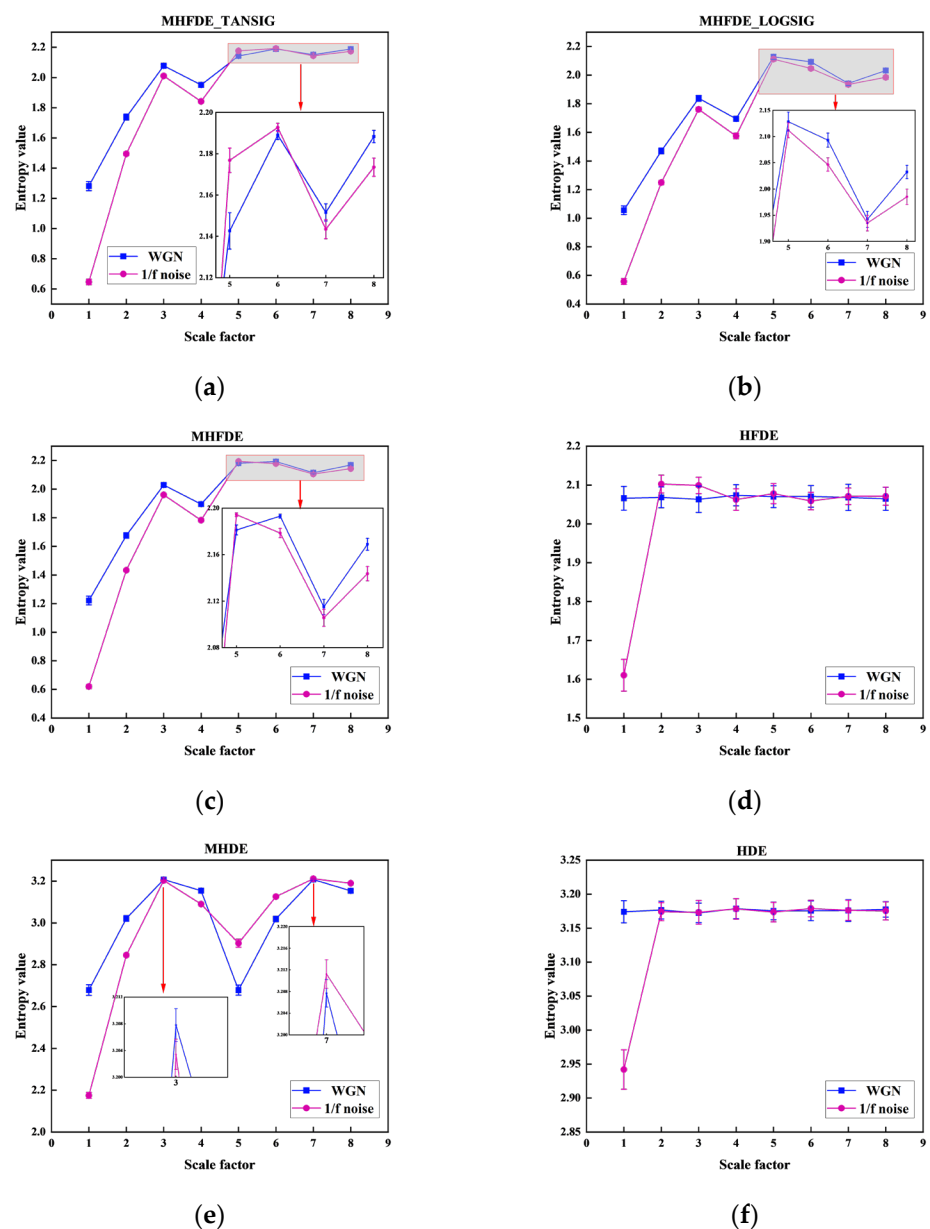 MHFDE_TANSIG
2.2
2.0
1.8
1.6
1.4
1.2
1.0
0.8
0.6
Entropy value
2.20
2.18
2.16
2.14
2.12
5 6 7 8
WGN
1/f noise
0 1 2 3 4 5 6 7 8 9
Scale factor
(a)
MHFDE_LOGSIG
2.2
2.0
1.8
1.6
1.4
1.2
1.0
0.8
0.6
0.4
Entropy value
2.15
2.10
2.05
2.00
1.95
1.90
5 6 7 8
WGN
1/f noise
0 1 2 3 4 5 6 7 8 9
Scale factor
(b)
MHFDE
2.2
2.0
1.8
1.6
1.4
1.2
1.0
0.8
0.6
0.4
Entropy value
2.20
2.16
2.12
2.08
5 6 7 8
WGN
1/f noise
0 1 2 3 4 5 6 7 8 9
Scale factor
(c)
HFDE
2.2
2.1
2.0
1.9
1.8
1.7
1.6
1.5
Entropy value
WGN
1/f noise
0 1 2 3 4 5 6 7 8 9
Scale factor
(d)
MHDE
3.2
3.0
2.8
2.6
2.4
2.2
2.0
Entropy value
3
7
WGN
1/f noise
0 1 2 3 4 5 6 7 8 9
Scale factor
(e)
HDE
3.25
3.20
3.15
3.10
3.05
3.00
2.95
2.90
2.85
Entropy value
WGN
1/f noise
0 1 2 3 4 5 6 7 8 9
Scale factor
(f)